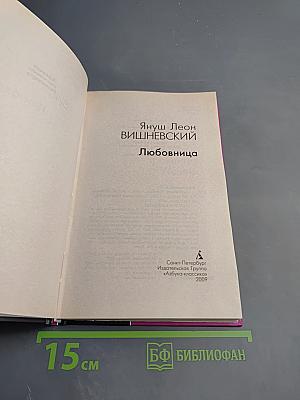 Януш Леон
ВИШНЕВСКИЙ
Любовница
Санкт-Петербург
Издательская Группа
«Азбука-классика»
2009
15 см
БФ БИБЛИОФАН